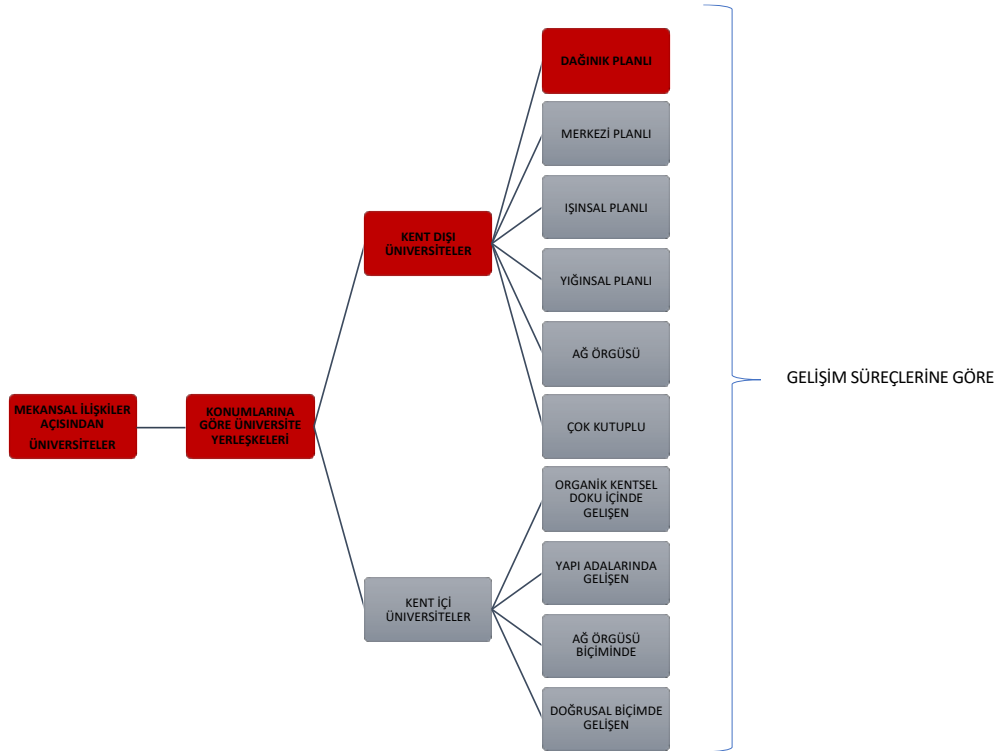 MEKANSAL İLİŞKİLER
AÇISINDAN
ÜNİVERSİTELER
KONUMLARINA
GÖRE ÜNİVERSİTE
YERLEŞKELERİ
KENT DIŞI
ÜNİVERSİTELER
DAĞINIK PLANLI
MERKEZİ PLANLI
IŞINSAL PLANLI
YIĞINSAL PLANLI
AĞ ÖRGÜSÜ
ÇOK KUTUPLU
KENT İÇİ
ÜNİVERSİTELER
ORGANİK KENTSEL
DOKU İÇİNDE
GELIŞEN
YAPI ADALARINDA
GELİŞEN
AĞ ÖRGÜSÜ
BİÇİMİNDE
DOĞRUSAL BİÇİMDE
GELİŞEN
GELİŞİM SÜREÇLERİNE GÖRE